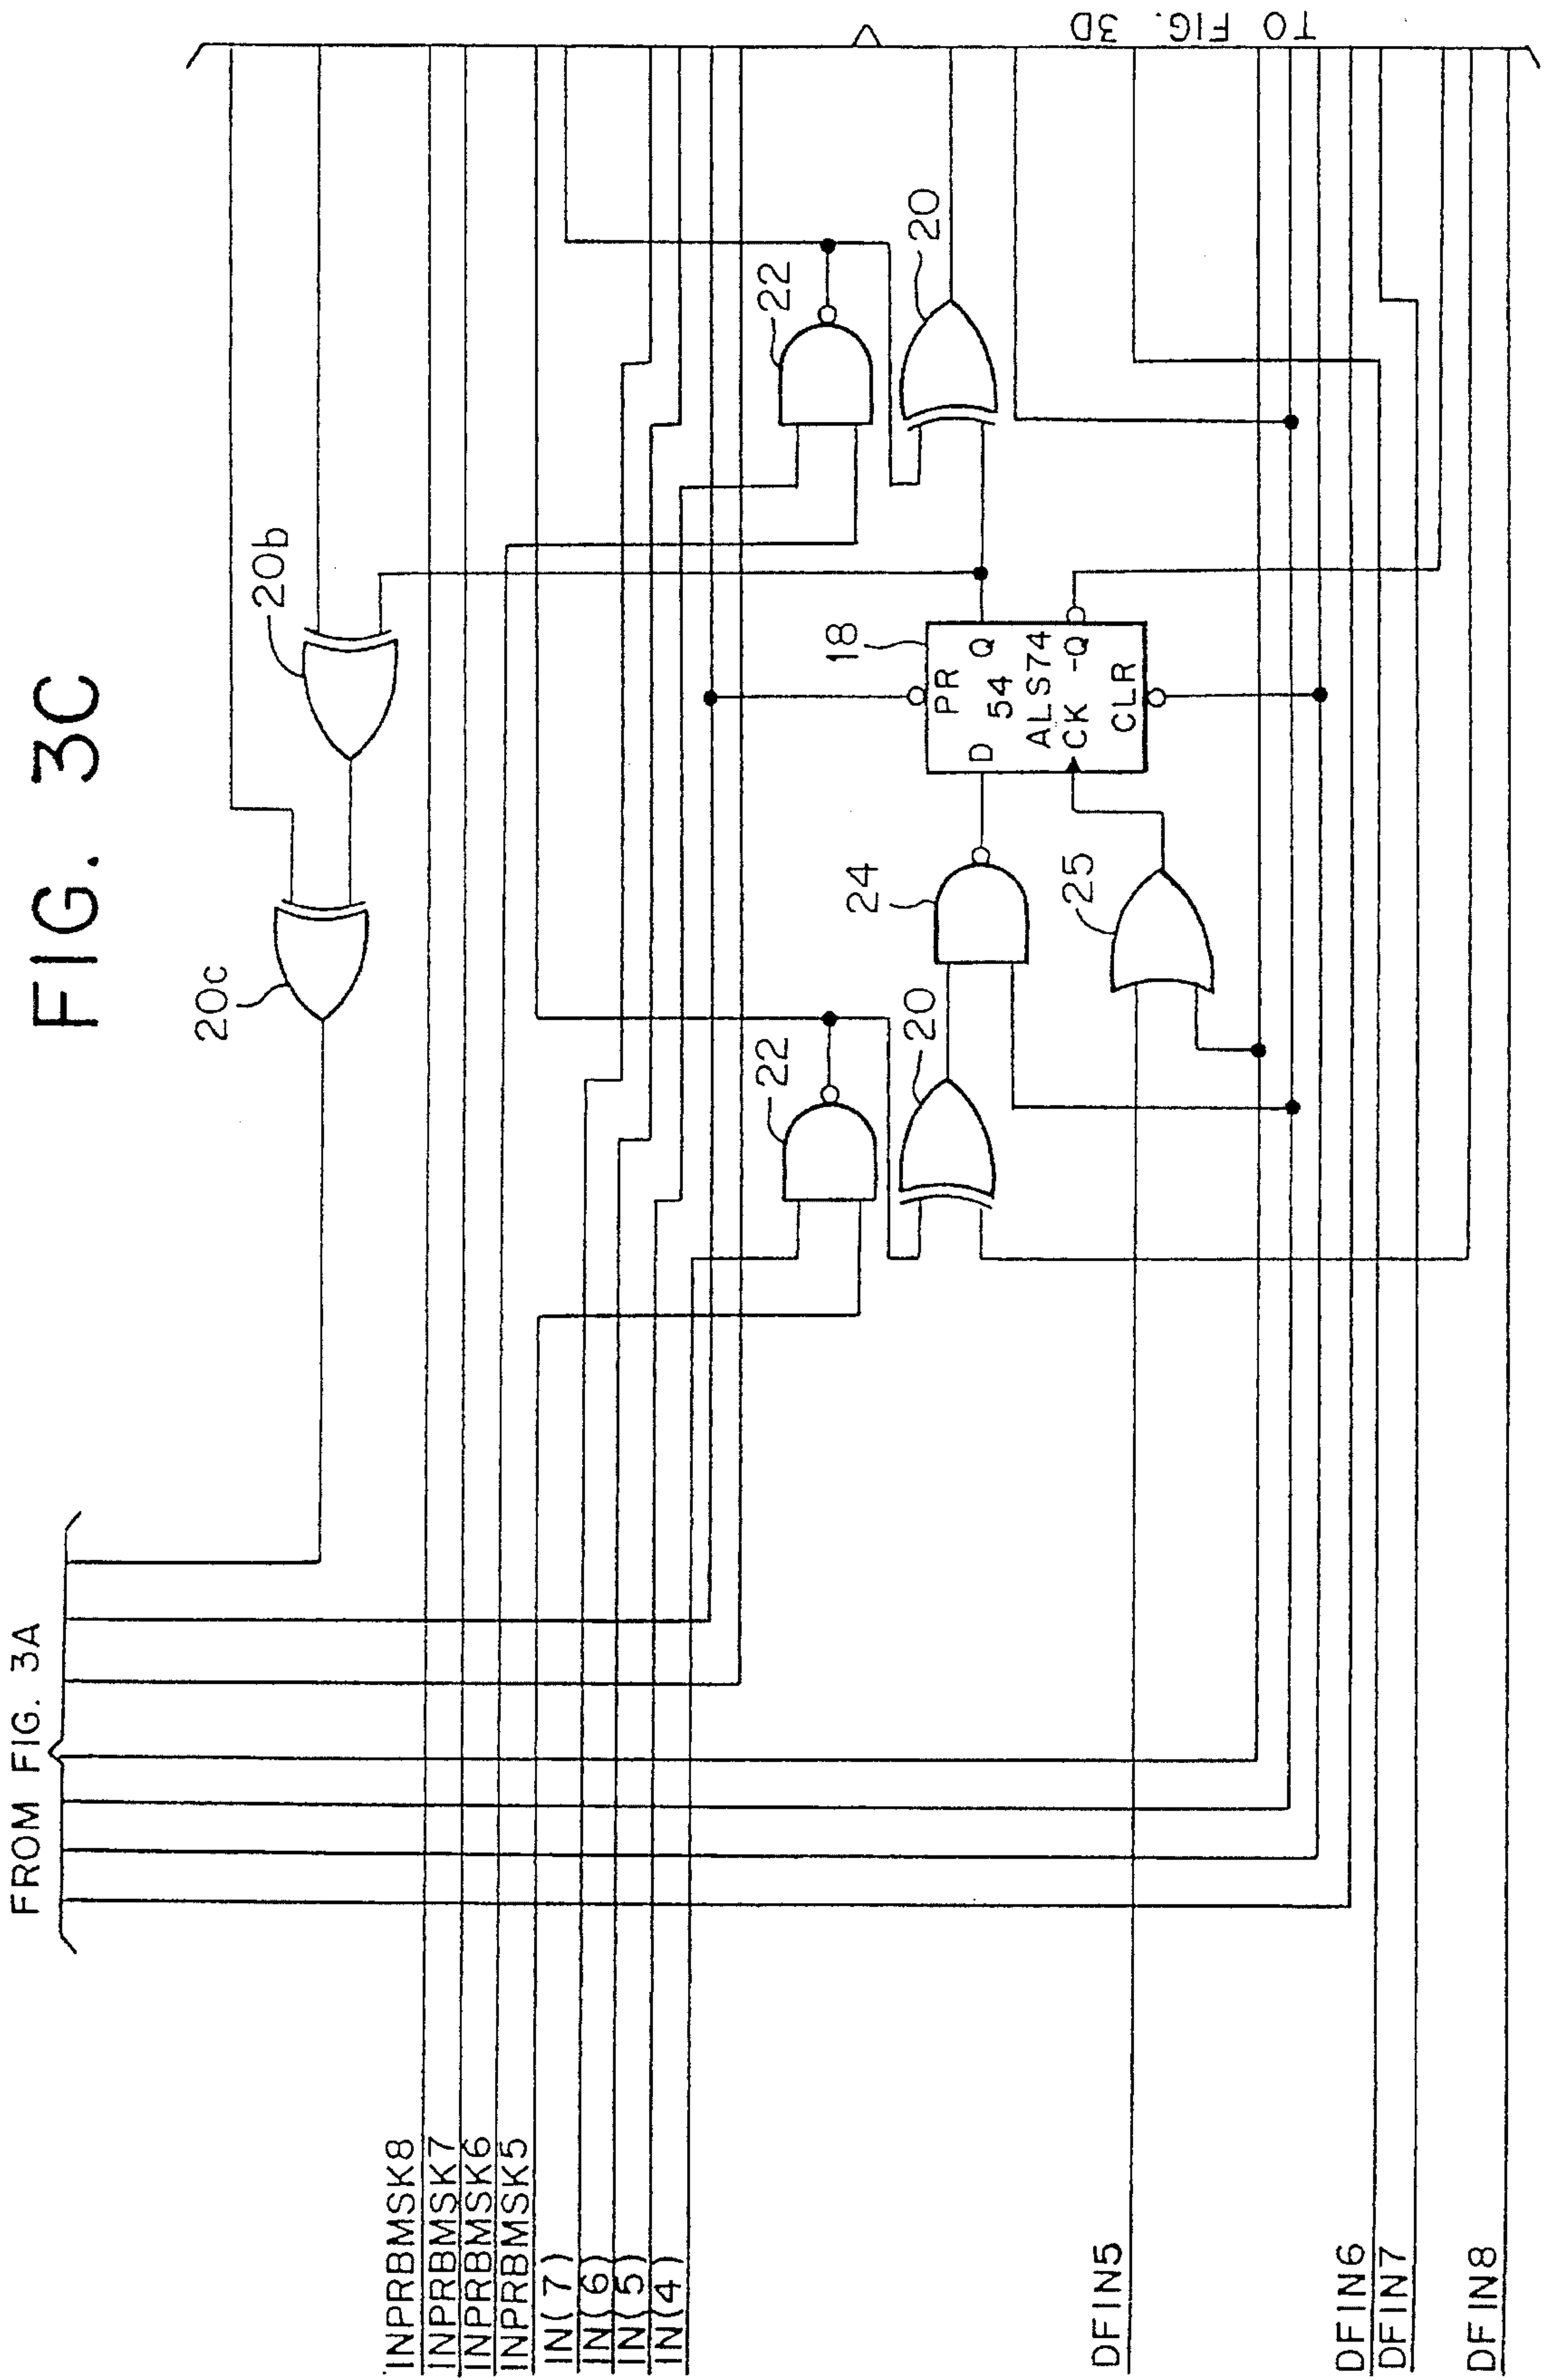 FIG. 3C
FROM FIG. 3A
TO FIG. 3D
20c
20b
INPRBMSK8
INPRBMSK7
INPRBMSK6
INPRBMSK5
IN(7)
IN(6)
IN(5)
IN(4)
22
22
20
24
18
20
PR
D
54
Q
ALS74
CK
-Q
CLR
25
DFIN5
DFIN6
DFIN7
DFIN8